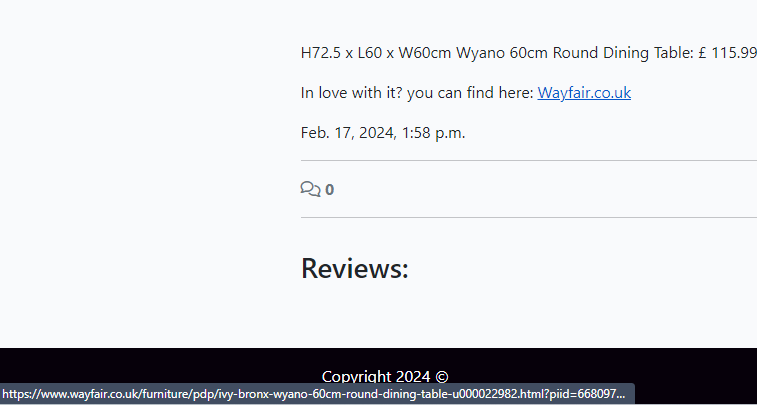 H72.5 x L60 x W60cm Wyano 60cm Round Dining Table: £ 115.99
In love with it? you can find here: Wayfair.co.uk
Feb. 17, 2024, 1:58 p.m.
0
Reviews:
Copyright 2024 ©
https://www.wayfair.co.uk/furniture/pdp/ivy-bronx-wyano-60cm-round-dining-table-u000022982.html?piid=668097...